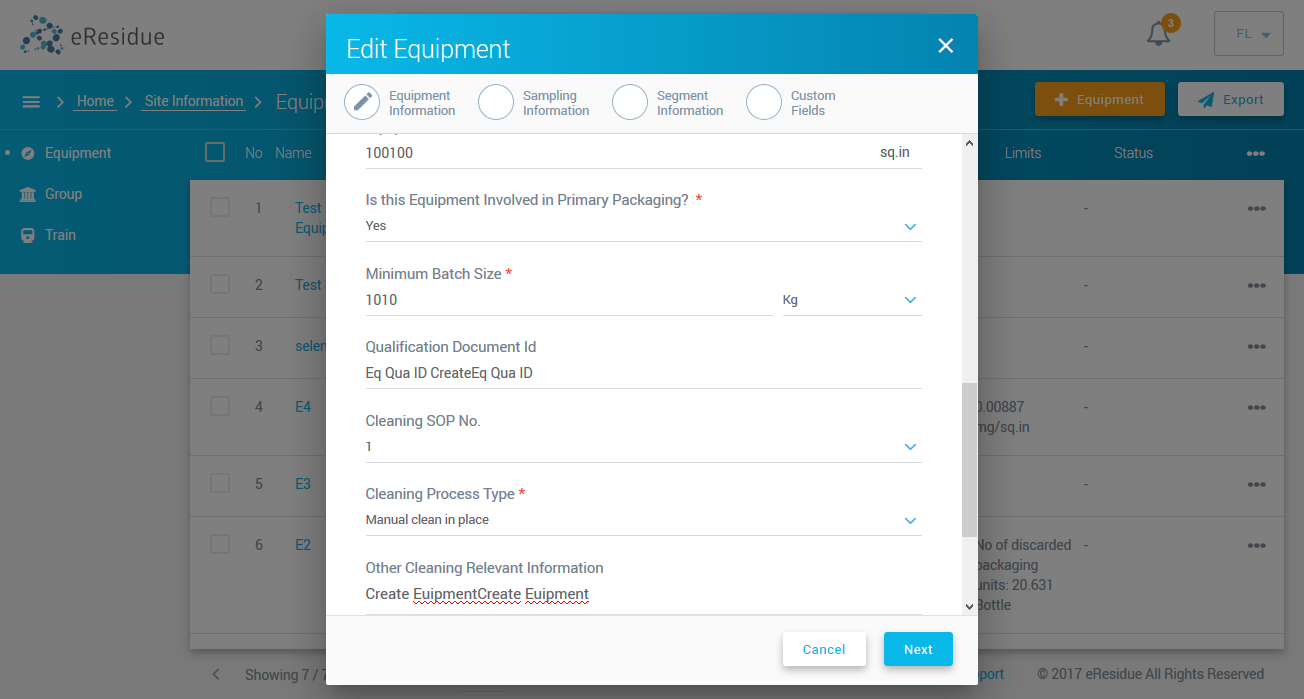 eResidue
3
FL
Edit Equipment
Home
Site Information
Equipment
Export
Equipment
Information
Sampling
Information
Segment
Information
Custom
Fields
Equipment
Group
Train
No
Name
Limits
Status
100100
sq.in
Is this Equipment Involved in Primary Packaging? *
Yes
Minimum Batch Size *
1010
Kg
Qualification Document Id
Eq Qua ID CreateEq Qua ID
Cleaning SOP No.
1
Cleaning Process Type *
Manual clean in place
Other Cleaning Relevant Information
Create EuipmentCreate Euipment
1
Test
-
2
Test
-
3
-
4
E4
0.00887
mg/sq.in
-
5
E3
-
6
E2
No of discarded
packaging
units: 20.631
Bottle
-
Cancel
Next
Showing 7 /
© 2017 eResidue All Rights Reserved